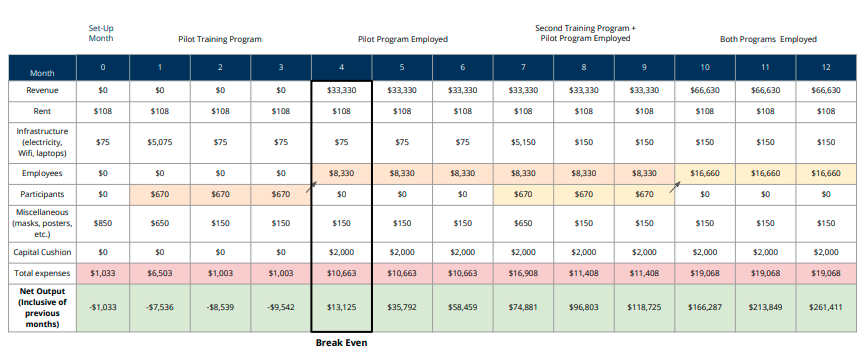 Set-Up
Month
Pilot Training Program
Pilot Program Employed
Second Training Program +
Pilot Program Employed
Both Programs Employed
Month 0 1 2 3 4 5 6 7 8 9 10 11 12
Revenue $0 $0 $0 $0 $33,330 $33,330 $33,330 $33,330 $33,330 $33,330 $66,630 $66,630 $66,630
Rent $108 $108 $108 $108 $108 $108 $108 $108 $108 $108 $108 $108 $108
Infrastructure
(electricity,
Wifi, laptops)
$75 $5,075 $75 $75 $75 $75 $75 $5,150 $150 $150 $150 $150 $150
Employees $0 $0 $0 $0 $8,330 $8,330 $8,330 $8,330 $8,330 $8,330 $16,660 $16,660 $16,660
Participants $0 $670 $670 $670 $0 $0 $0 $670 $670 $670 $0 $0 $0
Miscellaneous
(masks, posters,
etc.)
$850 $650 $150 $150 $150 $150 $150 $650 $150 $150 $150 $150 $150
Capital Cushion $0 $0 $0 $0 $2,000 $2,000 $2,000 $2,000 $2,000 $2,000 $2,000 $2,000 $2,000
Total expenses $1,033 $6,503 $1,003 $1,003 $10,663 $10,663 $10,663 $16,908 $11,408 $11,408 $19,068 $19,068 $19,068
Net Output
(Inclusive of
previous
months)
-$1,033 -$7,536 -$8,539 -$9,542 $13,125 $35,792 $58,459 $74,881 $96,803 $118,725 $166,287 $213,849 $261,411
Break Even